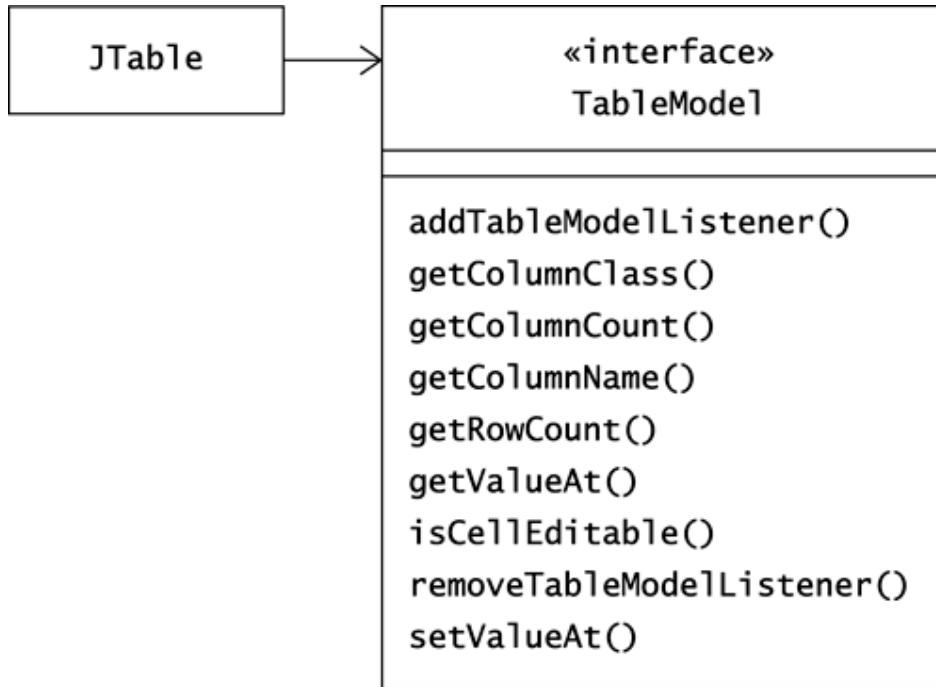 JTable
«interface»
TableModel
addTableModelListener()
getColumnClass()
getColumnCount()
getColumnName()
getRowCount()
getValueAt()
isCellEditable()
removeTableModelListener()
setValueAt()